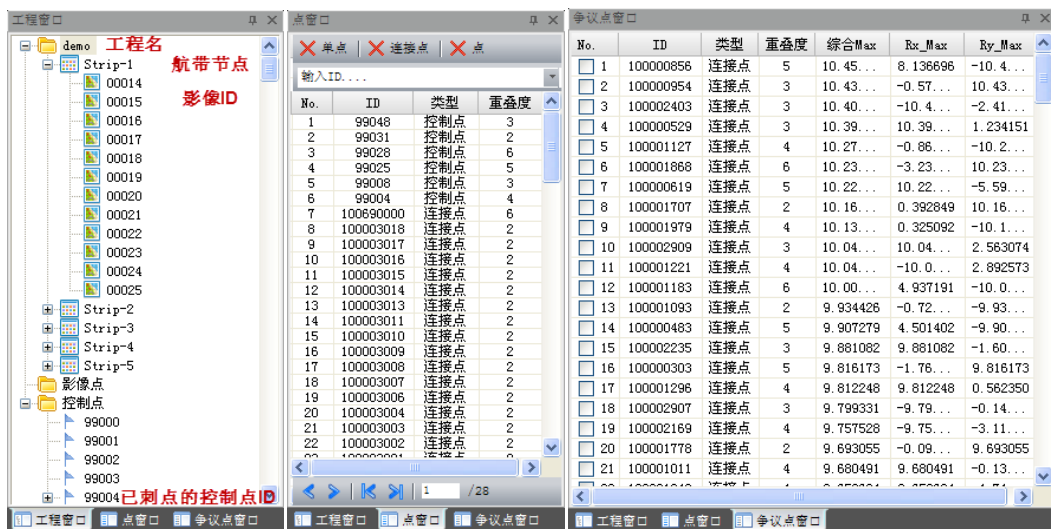 工程窗口
demo 工程名
Strip-1 航带节点
00014
00015 影像ID
00016
00017
00018
00019
00020
00021
00022
00023
00024
00025
Strip-2
Strip-3
Strip-4
Strip-5
影像点
控制点
99000
99001
99002
99003
99004 已刺点的控制点ID
工程窗口 点窗口 争议点窗口
点窗口
单点 连接点 点
输入ID....
No. ID 类型 重叠度
1 99048 控制点 3
2 99031 控制点 2
3 99028 控制点 6
4 99025 控制点 5
5 99008 控制点 3
6 99004 控制点 4
7 100690000 连接点 6
8 100003018 连接点 2
9 100003017 连接点 2
10 100003016 连接点 2
11 100003015 连接点 2
12 100003014 连接点 2
13 100003013 连接点 2
14 100003011 连接点 2
15 100003010 连接点 2
16 100003009 连接点 2
17 100003008 连接点 2
18 100003007 连接点 2
19 100003006 连接点 2
20 100003004 连接点 2
21 100003003 连接点 2
22 100003002 连接点 2
1 /28
工程窗口 点窗口 争议点窗口
争议点窗口
No. ID 类型 重叠度 综合Max Rx_Max Ry_Max
1 100000856 连接点 5 10.45... 8.136696 -10.4...
2 100000954 连接点 3 10.43... -0.57... 10.43...
3 100002403 连接点 3 10.40... -10.4... -2.41...
4 100000529 连接点 3 10.39... 10.39... 1.234151
5 100001127 连接点 4 10.27... -0.86... -10.2...
6 100001868 连接点 6 10.23... -3.23... 10.23...
7 100000619 连接点 5 10.22... 10.22... -5.59...
8 100001707 连接点 2 10.16... 0.392849 10.16...
9 100001979 连接点 4 10.13... 0.325092 -10.1...
10 100002909 连接点 3 10.04... 10.04... 2.563074
11 100001221 连接点 4 10.04... -10.0... 2.892573
12 100001183 连接点 6 10.00... 4.937191 -10.0...
13 100001093 连接点 2 9.934426 -0.72... -9.93...
14 100000483 连接点 5 9.907279 4.501402 -9.90...
15 100002235 连接点 3 9.881082 9.881082 -1.60...
16 100000303 连接点 5 9.816173 -1.76... 9.816173
17 100001296 连接点 4 9.812248 9.812248 0.562350
18 100002907 连接点 3 9.799331 -9.79... -0.14...
19 100002169 连接点 4 9.757528 -9.75... -3.11...
20 100001778 连接点 2 9.693055 -0.09... 9.693055
21 100001011 连接点 4 9.680491 9.680491 -0.13...
工程窗口 点窗口 争议点窗口